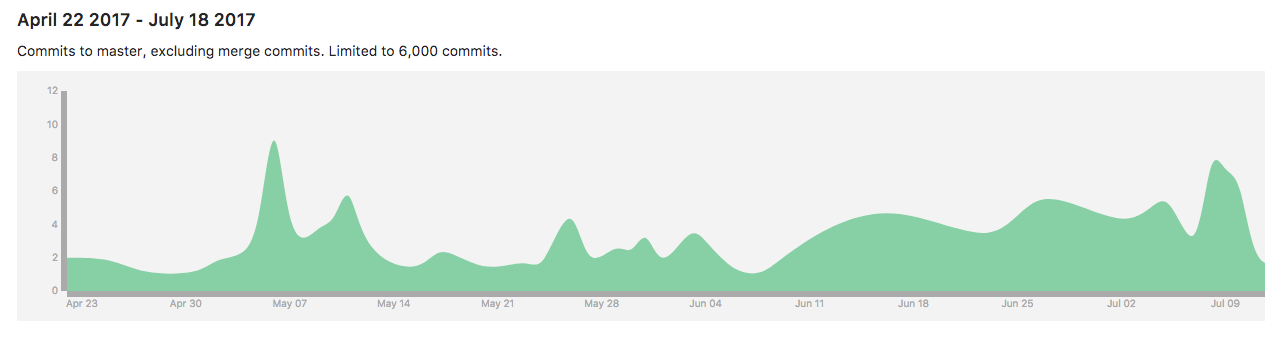 April 22 2017 - July 18 2017
Commits to master, excluding merge commits. Limited to 6,000 commits.
12
10
8
6
4
2
0
Apr 23 Apr 30 May 07 May 14 May 21 May 28 Jun 04 Jun 11 Jun 18 Jun 25 Jul 02 Jul 09